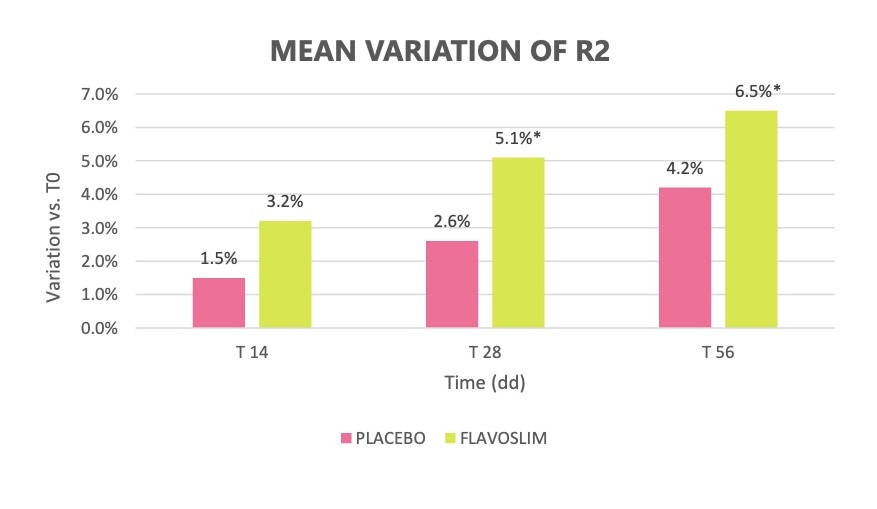 MEAN VARIATION OF R2
7.0%
6.0%
5.0%
4.0%
3.0%
2.0%
1.0%
0.0%
Variation vs. T0
1.5%
3.2%
2.6%
5.1%*
4.2%
6.5%*
T 14
T 28
T 56
Time (dd)
PLACEBO
FLAVOSLIM